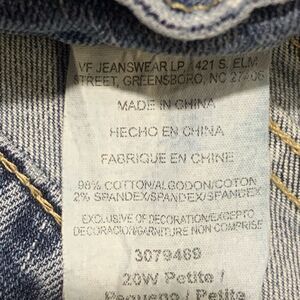 VF JEANSWEAR LP 421 S. ELM
STREET, GREENSBORO, NC 27406
MADE IN CHINA
HECHO EN CHINA
FABRIQUE EN CHINE
98% COTTON/ALGODON/COTON
2% SPANDEX/SPANDEX/SPANDEX
EXCLUSIVE OF DECORATION/EXCEPTO
DECORACION/GARNITURE NON COMPRISE
3079469
20W Petite /
Pequeno / Petite